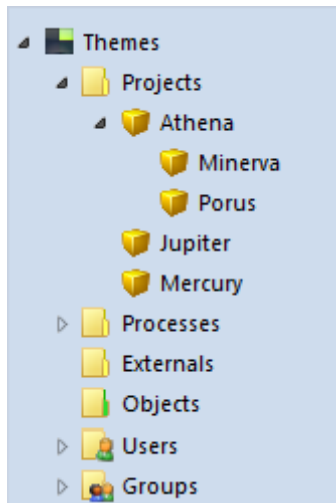 Themes
Projects
Athena
Minerva
Porus
Jupiter
Mercury
Processes
Externals
Objects
Users
Groups